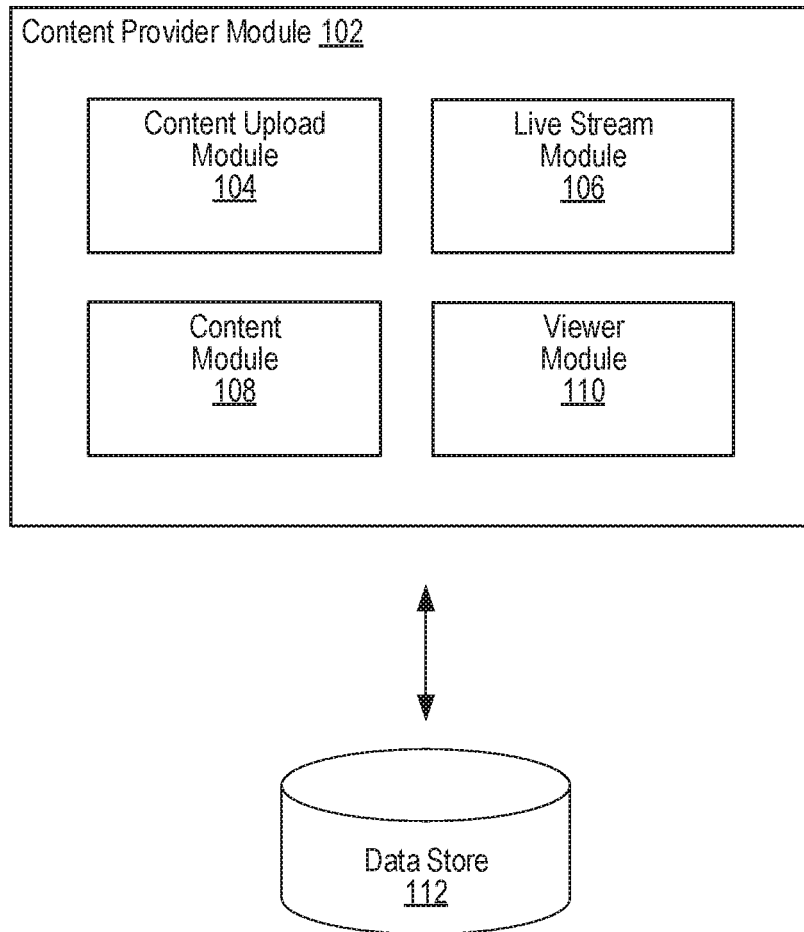 Content Provider Module 102
Content Upload
Module
104
Live Stream
Module
106
Content
Module
108
Viewer
Module
110
Data Store
112